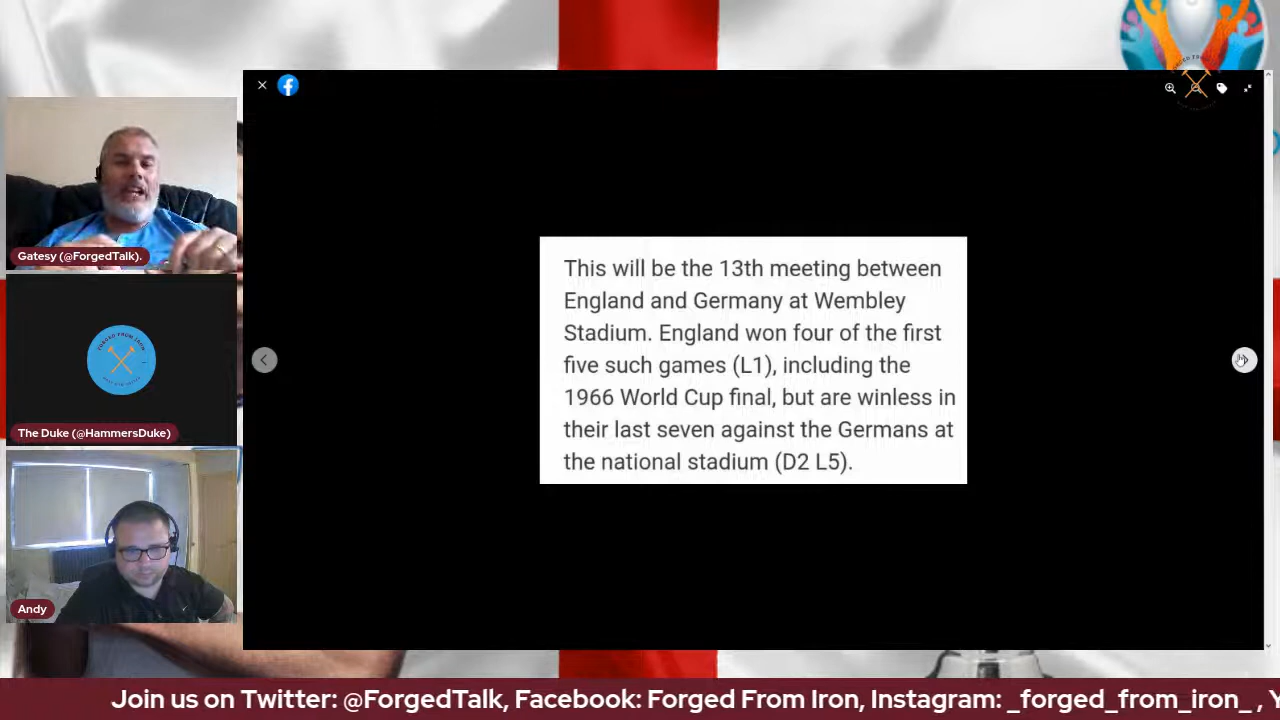 This will be the 13th meeting between
England and Germany at Wembley
Stadium. England won four of the first
five such games (L1), including the
1966 World Cup final, but are winless in
their last seven against the Germans at
the national stadium (D2 L5).
Gatesy (@ForgedTalk).
FORGED FROM IRON
The Duke (@HammersDuke)
Andy
Join us on Twitter: @ForgedTalk, Facebook: Forged From Iron, Instagram: _forged_from_iron_ , Y